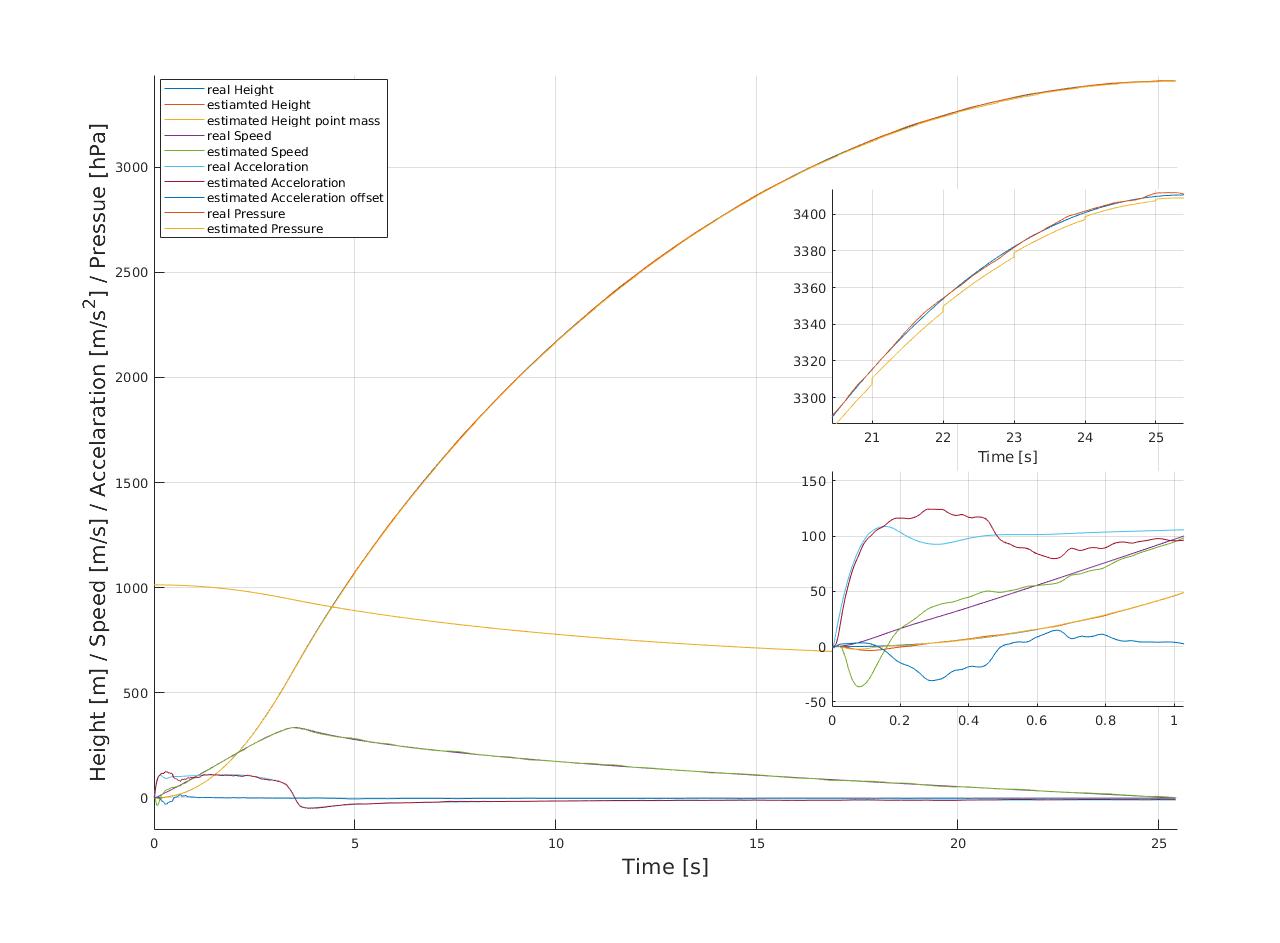 real Height
estiamted Height
estimated Height point mass
real Speed
estimated Speed
real Acceloration
estimated Acceloration
estimated Acceloration offset
real Pressure
estimated Pressure
Height [m] / Speed [m/s] / Accelaration [m/s²] / Pressue [hPa]
3000
2500
2000
1500
1000
500
0
0 5 10 15 20 25
Time [s]
3400
3380
3360
3340
3320
3300
21 22 23 24 25
Time [s]
150
100
50
0
-50
0 0.2 0.4 0.6 0.8 1